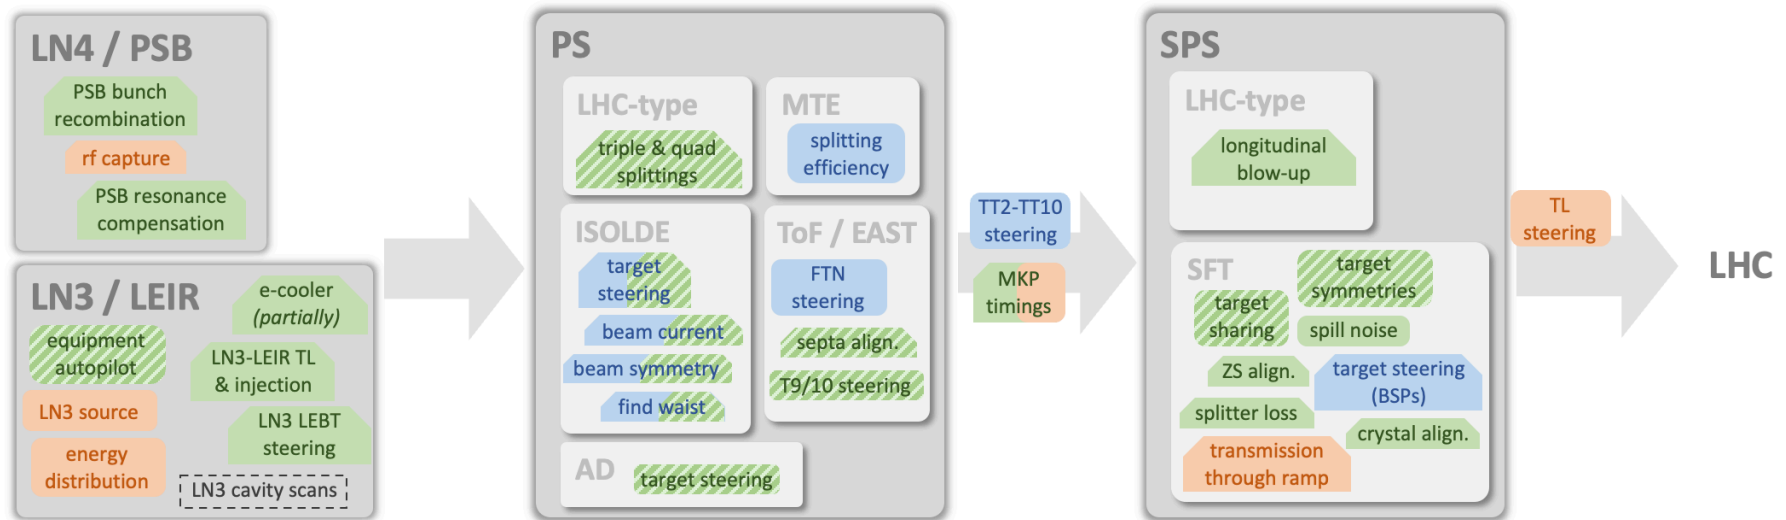 LN4 / PSB
PSB bunch
recombination
rf capture
PSB resonance
compensation
LN3 / LEIR
e-cooler
(partially)
equipment
autopilot
LN3-LEIR TL
& injection
LN3 source
LN3 LEBT
steering
energy
distribution
LN3 cavity scans
PS
LHC-type
triple & quad
splittings
MTE
splitting
efficiency
ISOLDE
target
steering
beam current
beam symmetry
find waist
ToF / EAST
FTN
steering
septa align.
T9/10 steering
AD
target steering
TT2-TT10
steering
MKP
timings
SPS
LHC-type
longitudinal
blow-up
SFT
target
symmetries
target
sharing
spill noise
ZS align.
target steering
(BSPs)
splitter loss
crystal align.
transmission
through ramp
TL
steering
LHC